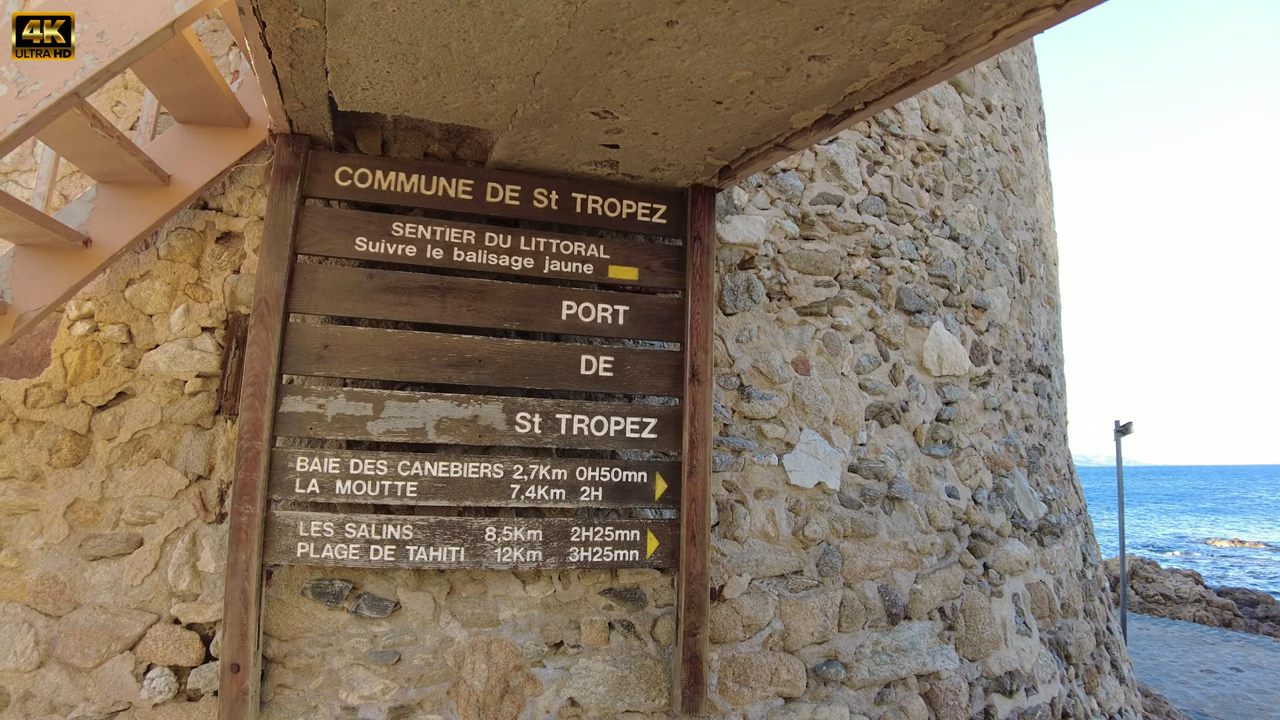 4K
ULTRA HD
COMMUNE DE St TROPEZ
SENTIER DU LITTORAL
Suivre le balisage jaune
PORT
DE
St TROPEZ
BAIE DES CANEBIERS 2,7Km 0H50mn
LA MOUTTE 7,4Km 2H
LES SALINS 8,5Km 2H25mn
PLAGE DE TAHITI 12Km 3H25mn